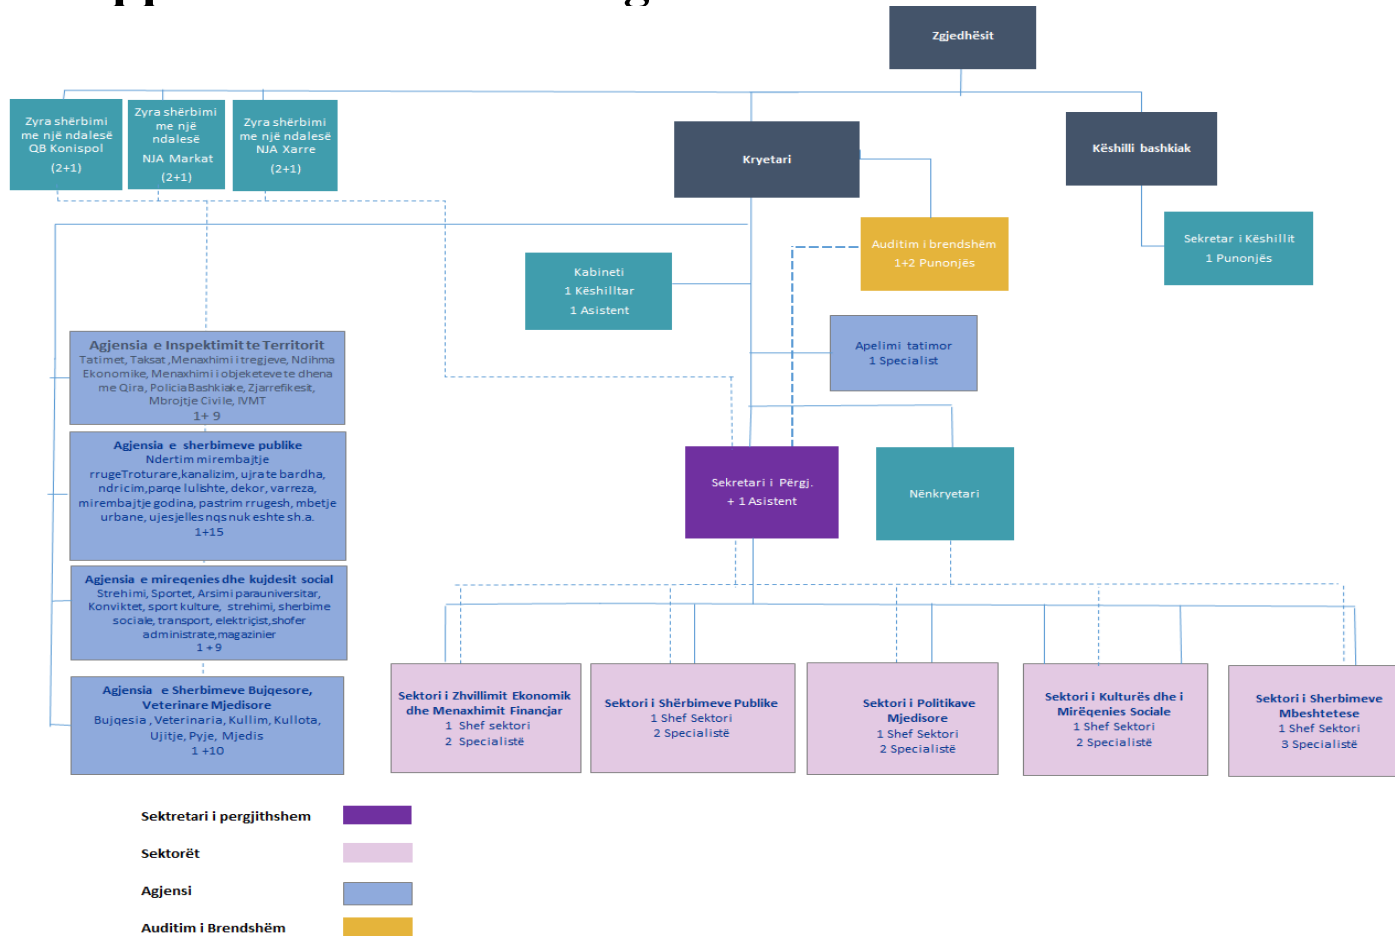 Zgjedhësit
Zyra shërbimi
me një ndalesë
QB Konispol
(2+1)
Zyra shërbimi
me një
ndalesë
NJA Markat
(2+1)
Zyra shërbimi
me një ndalesë
NJA Xarre
(2+1)
Kryetari
Këshilli bashkiak
Auditim i brendshëm
1+2 Punonjës
Sekretar i Këshillit
1 Punonjës
Kabineti
1 Këshilltar
1 Asistent
Apelimi tatimor
1 Specialist
Agjensia e Inspektimit te Territorit
Tatimet, Taksat ,Menaxhimi i tregjeve, Ndihma
Ekonomike, Menaxhimi i objeketeve te dhena
me Qira, PoliciaBashkiake, Zjarrefikesit,
Mbrojtje Civile, IVMT
1+ 9
Agjensia e sherbimeve publike
Ndertim mirembajtje
rrugeTroturare,kanalizim, ujra te bardha,
ndricim,parqe lulishte, dekor, varreza,
mirembajtje godina, pastrim rrugesh, mbetje
urbane, ujesjelles nqs nuk eshte sh.a.
1+15
Sekretari i Përgj.
+ 1 Asistent
Nënkryetari
Agjensia e mireqenies dhe kujdesit social
Strehimi, Sportet, Arsimi parauniversitar,
Konviktet, sport kulture, strehimi, sherbime
sociale, transport, elektriçist,shofer
administrate,magazinier
1 + 9
Agjensia e Sherbimeve Bujqesore,
Veterinare Mjedisore
Bujqesia , Veterinaria, Kullim, Kullota,
Ujitje, Pyje, Mjedis
1 +10
Sektori i Zhvillimit Ekonomik
dhe Menaxhimit Financjar
1 Shef sektori
2 Specialistë
Sektori i Shërbimeve Publike
1 Shef Sektori
2 Specialistë
Sektori i Politikave
Mjedisore
1 Shef Sektori
2 Specialistë
Sektori i Kulturës dhe i
Mirëqenies Sociale
1 Shef Sektori
2 Specialistë
Sektori i Sherbimeve
Mbeshtetese
1 Shef Sektori
3 Specialistë
Sektretari i pergjithshem
Sektorët
Agjensi
Auditim i Brendshëm